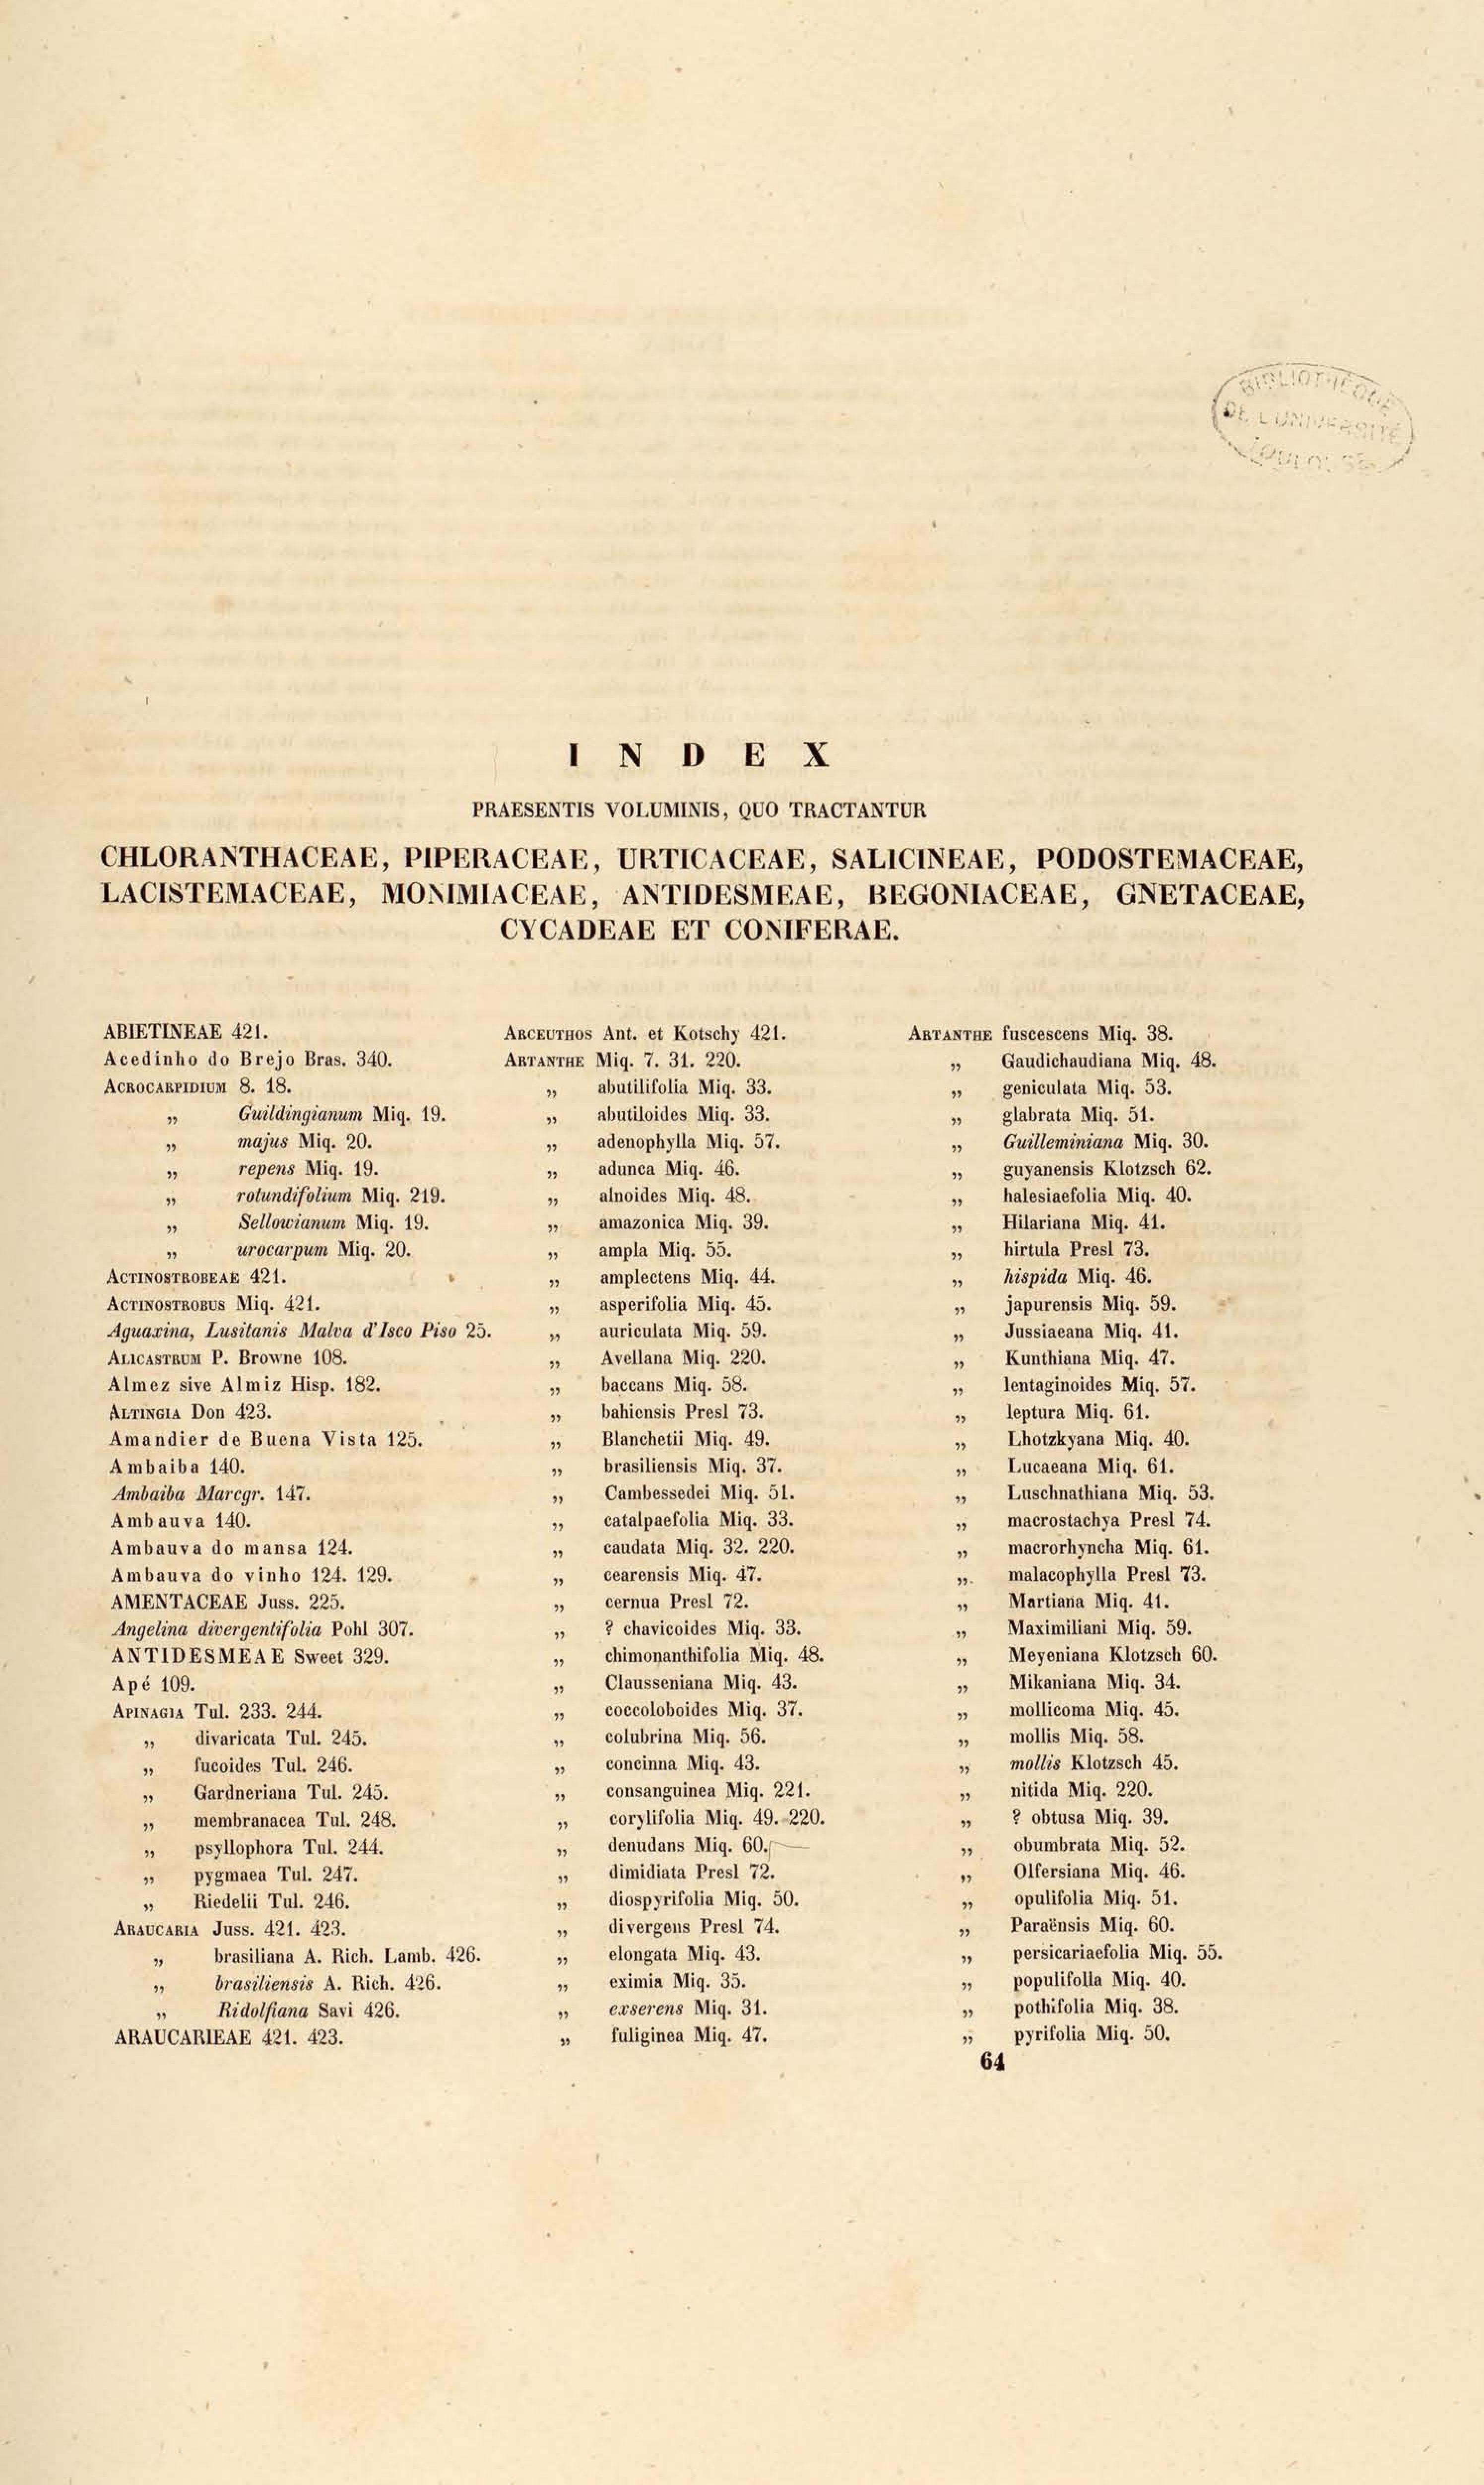 BIBLIOTHÈQUE
DE L'UNIVERSITÉ
TOULOUSE
I N D E X
PRAESENTIS VOLUMINIS, QUO TRACTANTUR
CHLORANTHACEAE, PIPERACEAE, URTICACEAE, SALICINEAE, PODOSTEMACEAE,
LACISTEMACEAE, MONIMIACEAE, ANTIDESMEAE, BEGONIACEAE, GNETACEAE,
CYCADEAE ET CONIFERAE.
ABIETINEAE 421.
Acedinho do Brejo Bras. 340.
ACROCARPIDIUM 8. 18.
„ Guildingianum Miq. 19.
„ majus Miq. 20.
„ repens Miq. 19.
„ rotundifolium Miq. 219.
„ Sellowianum Miq. 19.
„ urocarpum Miq. 20.
ACTINOSTROBEAE 421.
ACTINOSTROBUS Miq. 421.
Aguaxina, Lusitanis Malva d'Isco Piso 25.
ALICASTRUM P. Browne 108.
Almez sive Almiz Hisp. 182.
ALTINGIA Don 423.
Amandier de Buena Vista 125.
Ambaiba 140.
Ambaiba Marcgr. 147.
Ambauva 140.
Ambauva do mansa 124.
Ambauva do vinho 124. 129.
AMENTACEAE Juss. 225.
Angelina divergentifolia Pohl 307.
ANTIDESMEAE Sweet 329.
Apé 109.
APINAGIA Tul. 233. 244.
„ divaricata Tul. 245.
„ fucoides Tul. 246.
„ Gardneriana Tul. 245.
„ membranacea Tul. 248.
„ psyllophora Tul. 244.
„ pygmaea Tul. 247.
„ Riedelii Tul. 246.
ARAUCARIA Juss. 421. 423.
„ brasiliana A. Rich. Lamb. 426.
„ brasiliensis A. Rich. 426.
„ Ridolfiana Savi 426.
ARAUCARIEAE 421. 423.
ARCEUTHOS Ant. et Kotschy 421.
ARTANTHE Miq. 7. 31. 220.
„ abutilifolia Miq. 33.
„ abutiloides Miq. 33.
„ adenophylla Miq. 57.
„ adunca Miq. 46.
„ alnoides Miq. 48.
„ amazonica Miq. 39.
„ ampla Miq. 55.
„ amplectens Miq. 44.
„ asperifolia Miq. 45.
„ auriculata Miq. 59.
„ Avellana Miq. 220.
„ baccans Miq. 58.
„ bahiensis Presl 73.
„ Blanchetii Miq. 49.
„ brasiliensis Miq. 37.
„ Cambessedei Miq. 51.
„ catalpaefolia Miq. 33.
„ caudata Miq. 32. 220.
„ cearensis Miq. 47.
„ cernua Presl 72.
„ ? chavicoides Miq. 33.
„ chimonanthifolia Miq. 48.
„ Clausseniana Miq. 43.
„ coccoloboides Miq. 37.
„ colubrina Miq. 56.
„ concinna Miq. 43.
„ consanguinea Miq. 221.
„ corylifolia Miq. 49. 220.
„ denudans Miq. 60.
„ dimidiata Presl 72.
„ diospyrifolia Miq. 50.
„ divergens Presl 74.
„ elongata Miq. 43.
„ eximia Miq. 35.
„ exserens Miq. 31.
„ fuliginea Miq. 47.
ARTANTHE fuscescens Miq. 38.
„ Gaudichaudiana Miq. 48.
„ geniculata Miq. 53.
„ glabrata Miq. 51.
„ Guilleminiana Miq. 30.
„ guyanensis Klotzsch 62.
„ halesiaefolia Miq. 40.
„ Hilariana Miq. 41.
„ hirtula Presl 73.
„ hispida Miq. 46.
„ japurensis Miq. 59.
„ Jussiaeana Miq. 41.
„ Kunthiana Miq. 47.
„ lentaginoides Miq. 57.
„ leptura Miq. 61.
„ Lhotzkyana Miq. 40.
„ Lucaeana Miq. 61.
„ Luschnathiana Miq. 53.
„ macrostachya Presl 74.
„ macrorhyncha Miq. 61.
„ malacophylla Presl 73.
„ Martiana Miq. 41.
„ Maximiliani Miq. 59.
„ Meyeniana Klotzsch 60.
„ Mikaniana Miq. 34.
„ mollicoma Miq. 45.
„ mollis Miq. 58.
„ mollis Klotzsch 45.
„ nitida Miq. 220.
„ ? obtusa Miq. 39.
„ obumbrata Miq. 52.
„ Olfersiana Miq. 46.
„ opulifolia Miq. 51.
„ Paraënsis Miq. 60.
„ persicariaefolia Miq. 55.
„ populifolia Miq. 40.
„ pothifolia Miq. 38.
„ pyrifolia Miq. 50.
64